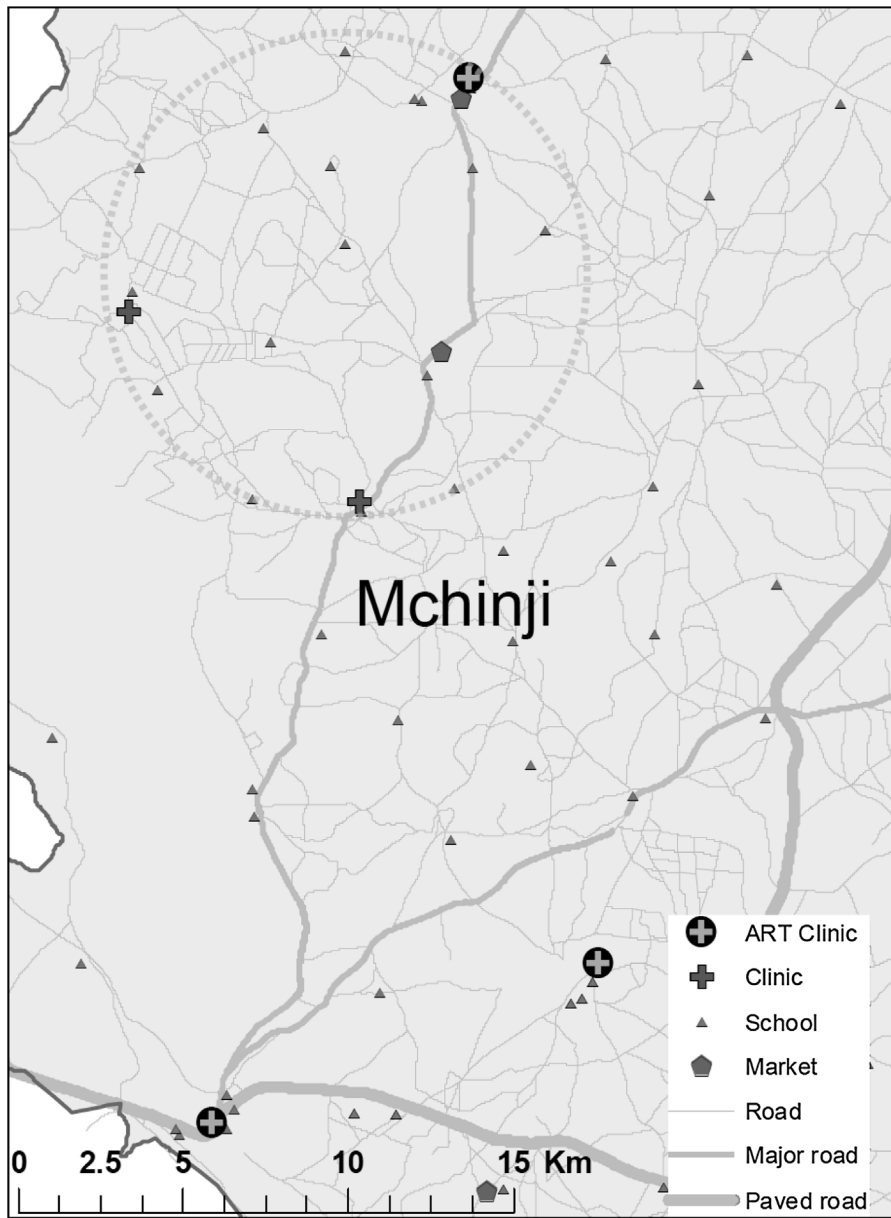 Mchinji
ART Clinic
Clinic
School
Market
Road
Major road
Paved road
0 2.5 5 10 15 Km